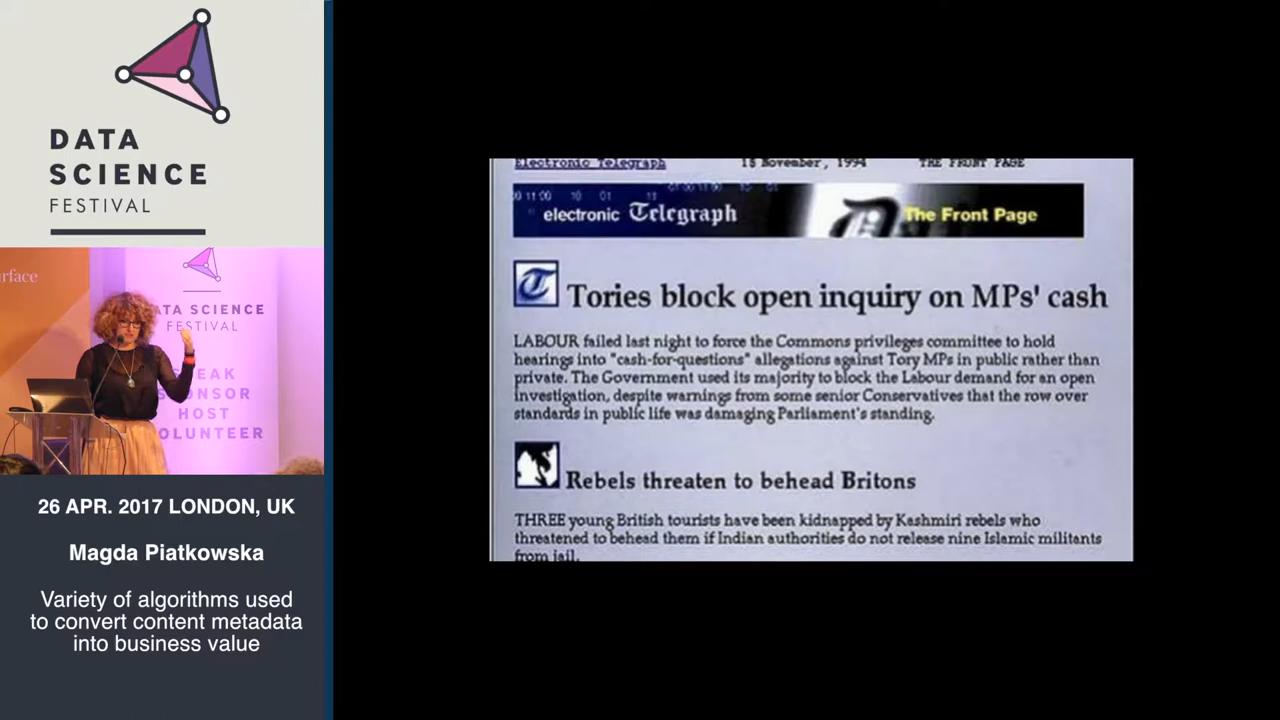 DATA
SCIENCE
FESTIVAL
rface
ATA SCIENCE
FESTIVAL
EAK
ONSOR
HOST
OLUNTEER
26 APR. 2017 LONDON, UK
Magda Piatkowska
Variety of algorithms used
to convert content metadata
into business value
Electronic Telegraph 15 November, 1994 THE FRONT PAGE
electronic Telegraph The Front Page
Tories block open inquiry on MPs' cash
LABOUR failed last night to force the Commons privileges committee to hold
hearings into "cash-for-questions" allegations against Tory MPs in public rather than
private. The Government used its majority to block the Labour demand for an open
investigation, despite warnings from some senior Conservatives that the row over
standards in public life was damaging Parliament's standing.
Rebels threaten to behead Britons
THREE young British tourists have been kidnapped by Kashmiri rebels who
threatened to behead them if Indian authorities do not release nine Islamic militants
from jail.